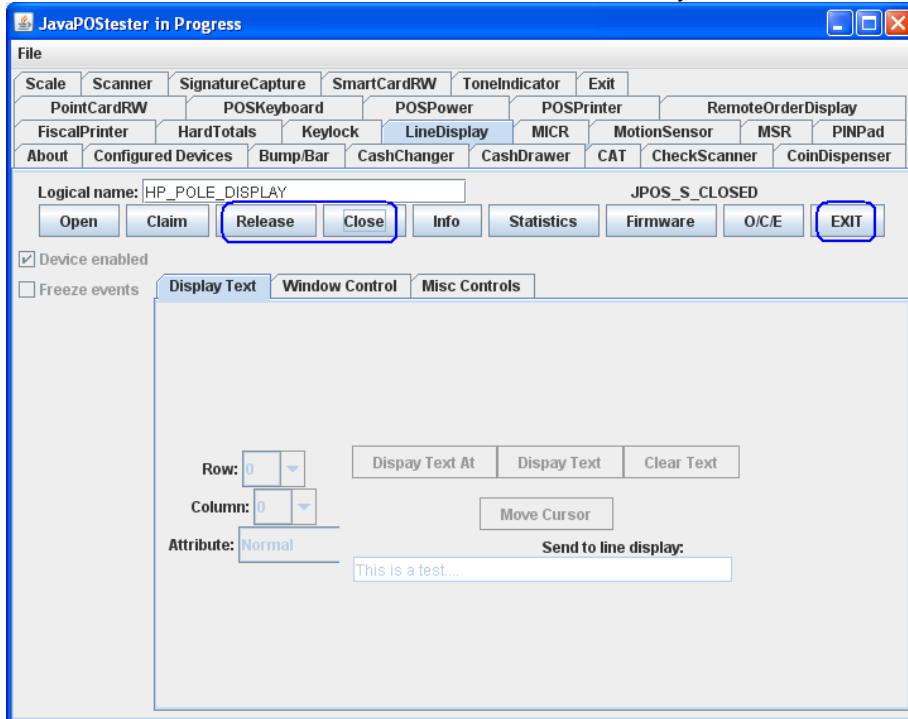 JavaPOStester in Progress
File
Scale Scanner SignatureCapture SmartCardRW ToneIndicator Exit
PointCardRW POSKeyboard POSPower POSPrinter RemoteOrderDisplay
FiscalPrinter HardTotals Keylock LineDisplay MICR MotionSensor MSR PINPad
About Configured Devices Bump/Bar CashChanger CashDrawer CAT CheckScanner CoinDispenser
Logical name: HP_POLE_DISPLAY JPOS_S_CLOSED
Open Claim Release Close Info Statistics Firmware O/C/E EXIT
Device enabled
Freeze events Display Text Window Control Misc Controls
Row: 0 Dispay Text At Dispay Text Clear Text
Column: 0 Move Cursor
Attribute: Normal Send to line display:
This is a test....